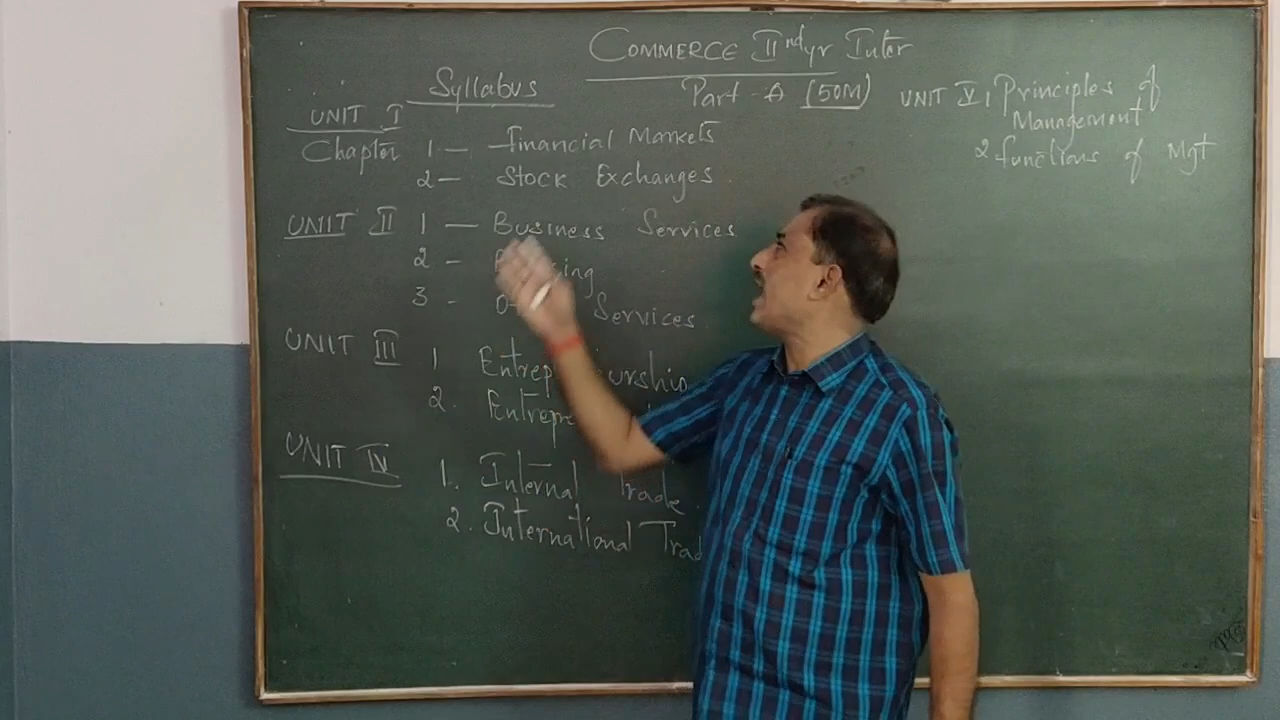 COMMERCE IInd yr Inter
Syllabus
Part - A (50M)
UNIT I
Chapter 1 — Financial Markets
2 — Stock Exchanges
UNIT II 1 — Business Services
2 -
3 - Services
UNIT III 1
2.
UNIT IV
1. Internal Trade
2. International Trad
UNIT V 1 Principles of
Management
2 functions of Mgt